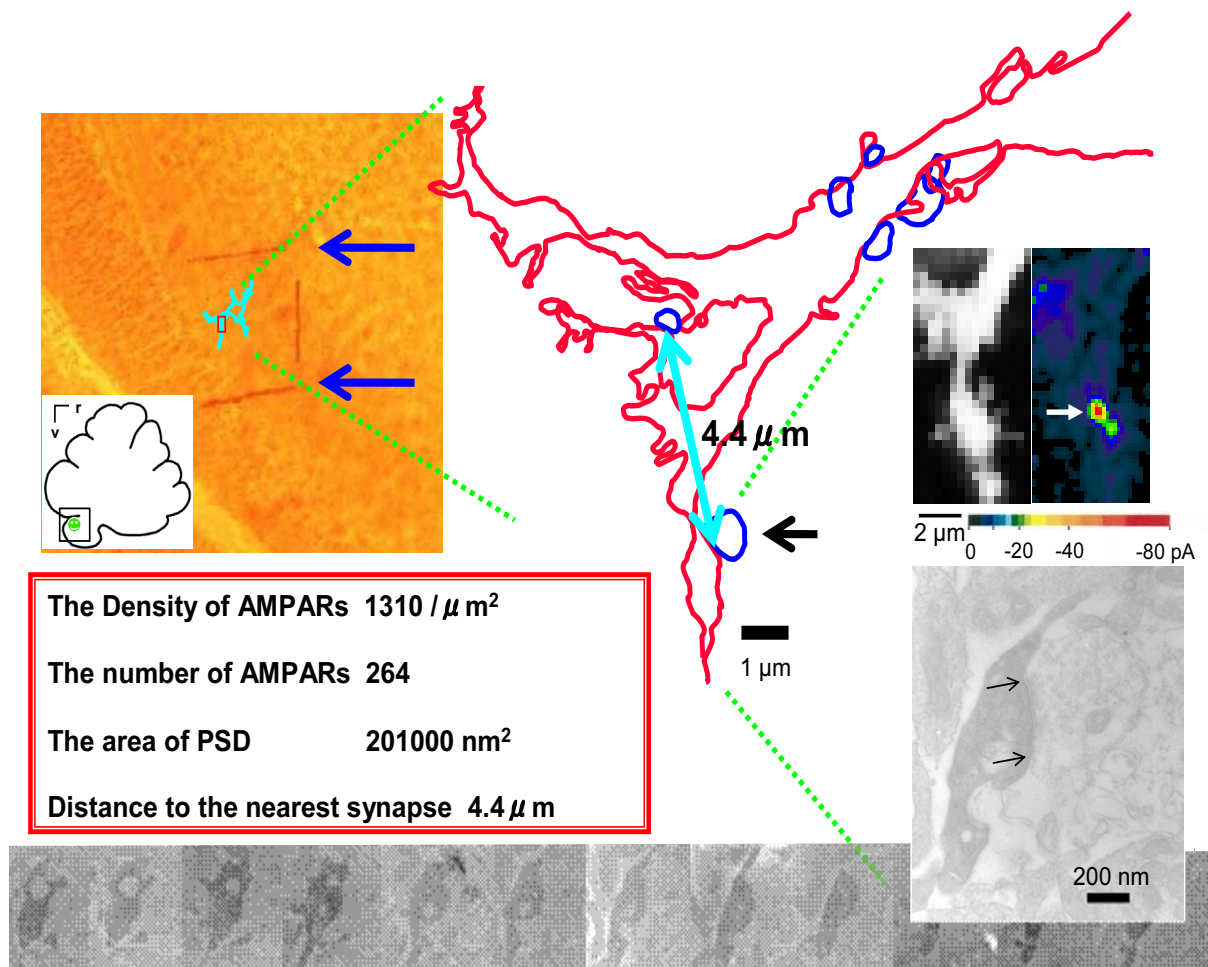 r
v
4.4 μm
2 μm
0 -20 -40 -80 pA
The Density of AMPARs 1310 / μm²
The number of AMPARs 264
The area of PSD 201000 nm²
Distance to the nearest synapse 4.4 μm
1 μm
200 nm